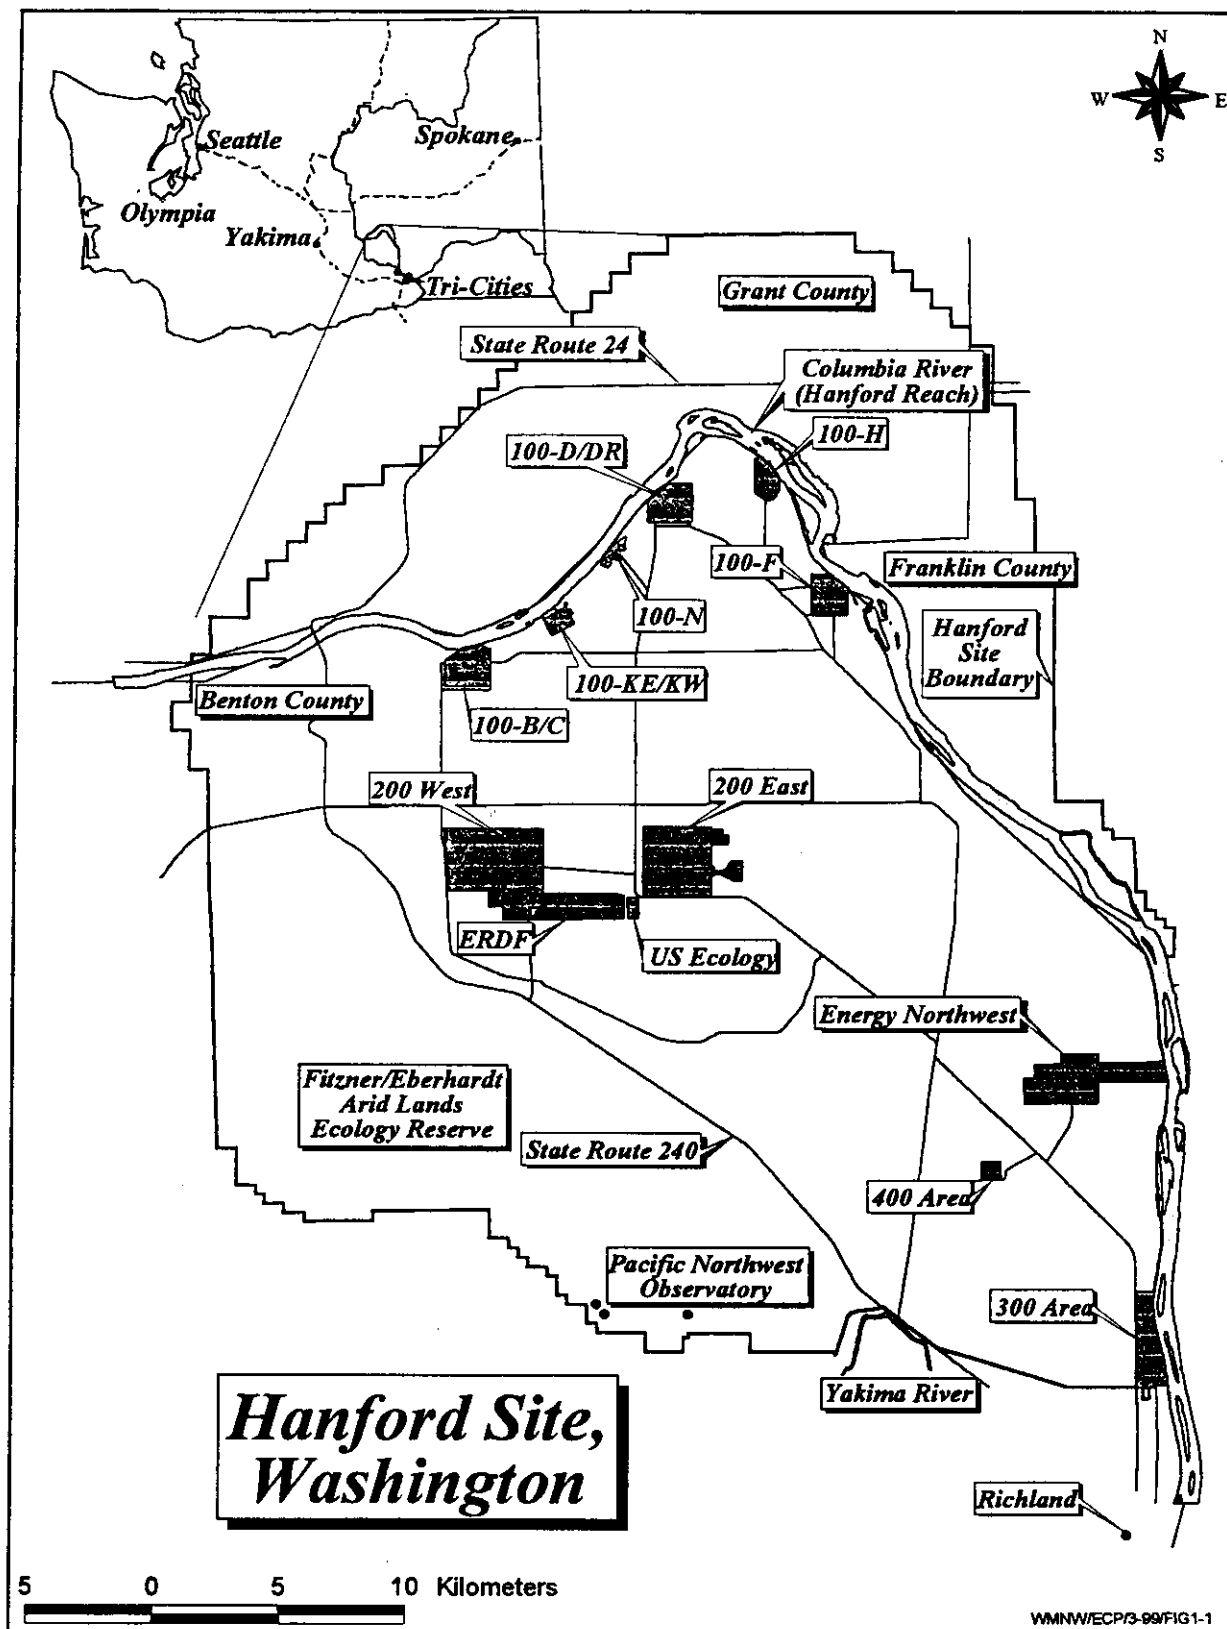 N
W E
S
Seattle
Spokane
Olympia
Yakima
Tri-Cities
Grant County
State Route 24
Columbia River
(Hanford Reach)
100-H
100-D/DR
100-F
Franklin County
100-N
Hanford
Site
Boundary
100-KE/KW
Benton County
100-B/C
200 West
200 East
ERDF
US Ecology
Energy Northwest
Fitzner/Eberhardt
Arid Lands
Ecology Reserve
State Route 240
400 Area
Pacific Northwest
Observatory
300 Area
Yakima River
Hanford Site,
Washington
Richland
5 0 5 10 Kilometers
WMNW/ECP/3-99/FIG1-1